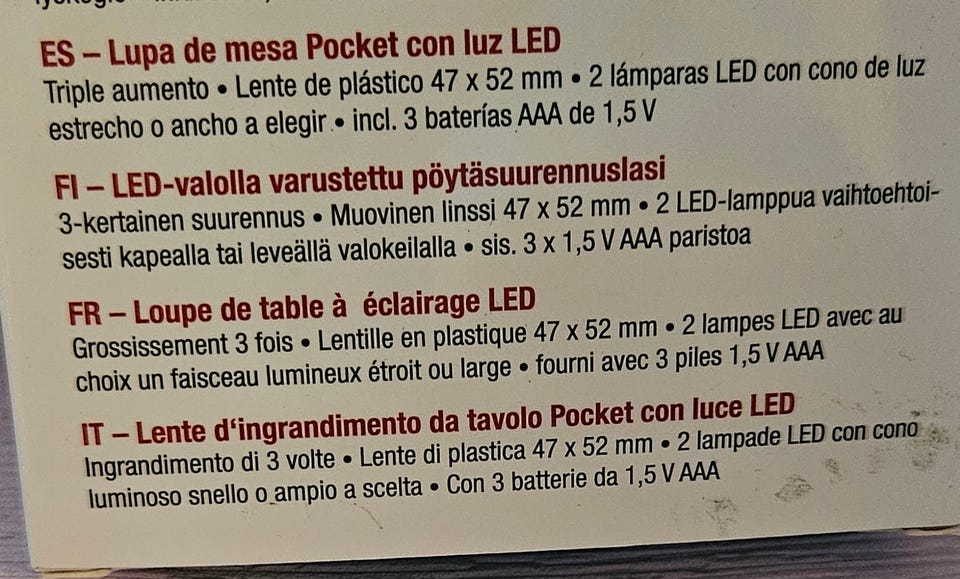 ES – Lupa de mesa Pocket con luz LED
Triple aumento • Lente de plástico 47 x 52 mm • 2 lámparas LED con cono de luz
estrecho o ancho a elegir • incl. 3 baterías AAA de 1,5 V
FI – LED-valolla varustettu pöytäsuurennuslasi
3-kertainen suurennus • Muovinen linssi 47 x 52 mm • 2 LED-lamppua vaihtoehtoi-
sesti kapealla tai leveällä valokeilalla • sis. 3 x 1,5 V AAA paristoa
FR – Loupe de table à éclairage LED
Grossissement 3 fois • Lentille en plastique 47 x 52 mm • 2 lampes LED avec au
choix un faisceau lumineux étroit ou large • fourni avec 3 piles 1,5 V AAA
IT – Lente d‘ingrandimento da tavolo Pocket con luce LED
Ingrandimento di 3 volte • Lente di plastica 47 x 52 mm • 2 lampade LED con cono
luminoso snello o ampio a scelta • Con 3 batterie da 1,5 V AAA